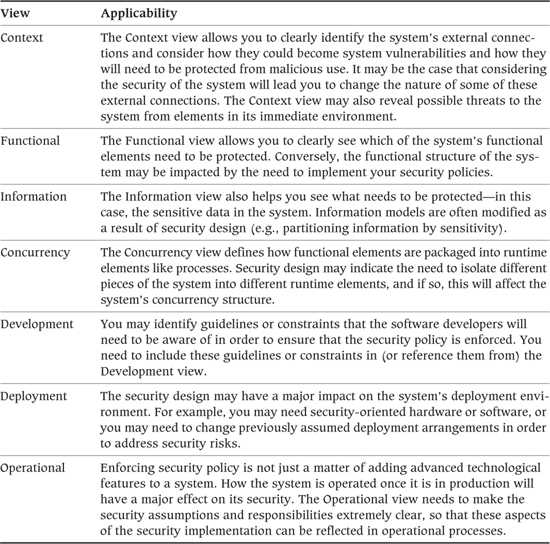 View Applicability
Context The Context view allows you to clearly identify the system's external connec-
tions and consider how they could become system vulnerabilities and how they
will need to be protected from malicious use. It may be the case that considering
the security of the system will lead you to change the nature of some of these
external connections. The Context view may also reveal possible threats to the
system from elements in its immediate environment.
Functional The Functional view allows you to clearly see which of the system's functional
elements need to be protected. Conversely, the functional structure of the sys-
tem may be impacted by the need to implement your security policies.
Information The Information view also helps you see what needs to be protected—in this
case, the sensitive data in the system. Information models are often modified as
a result of security design (e.g., partitioning information by sensitivity).
Concurrency The Concurrency view defines how functional elements are packaged into runtime
elements like processes. Security design may indicate the need to isolate different
pieces of the system into different runtime elements, and if so, this will affect the
system's concurrency structure.
Development You may identify guidelines or constraints that the software developers will
need to be aware of in order to ensure that the security policy is enforced. You
need to include these guidelines or constraints in (or reference them from) the
Development view.
Deployment The security design may have a major impact on the system's deployment envi-
ronment. For example, you may need security-oriented hardware or software, or
you may need to change previously assumed deployment arrangements in order
to address security risks.
Operational Enforcing security policy is not just a matter of adding advanced technological
features to a system. How the system is operated once it is in production will
have a major effect on its security. The Operational view needs to make the
security assumptions and responsibilities extremely clear, so that these aspects
of the security implementation can be reflected in operational processes.